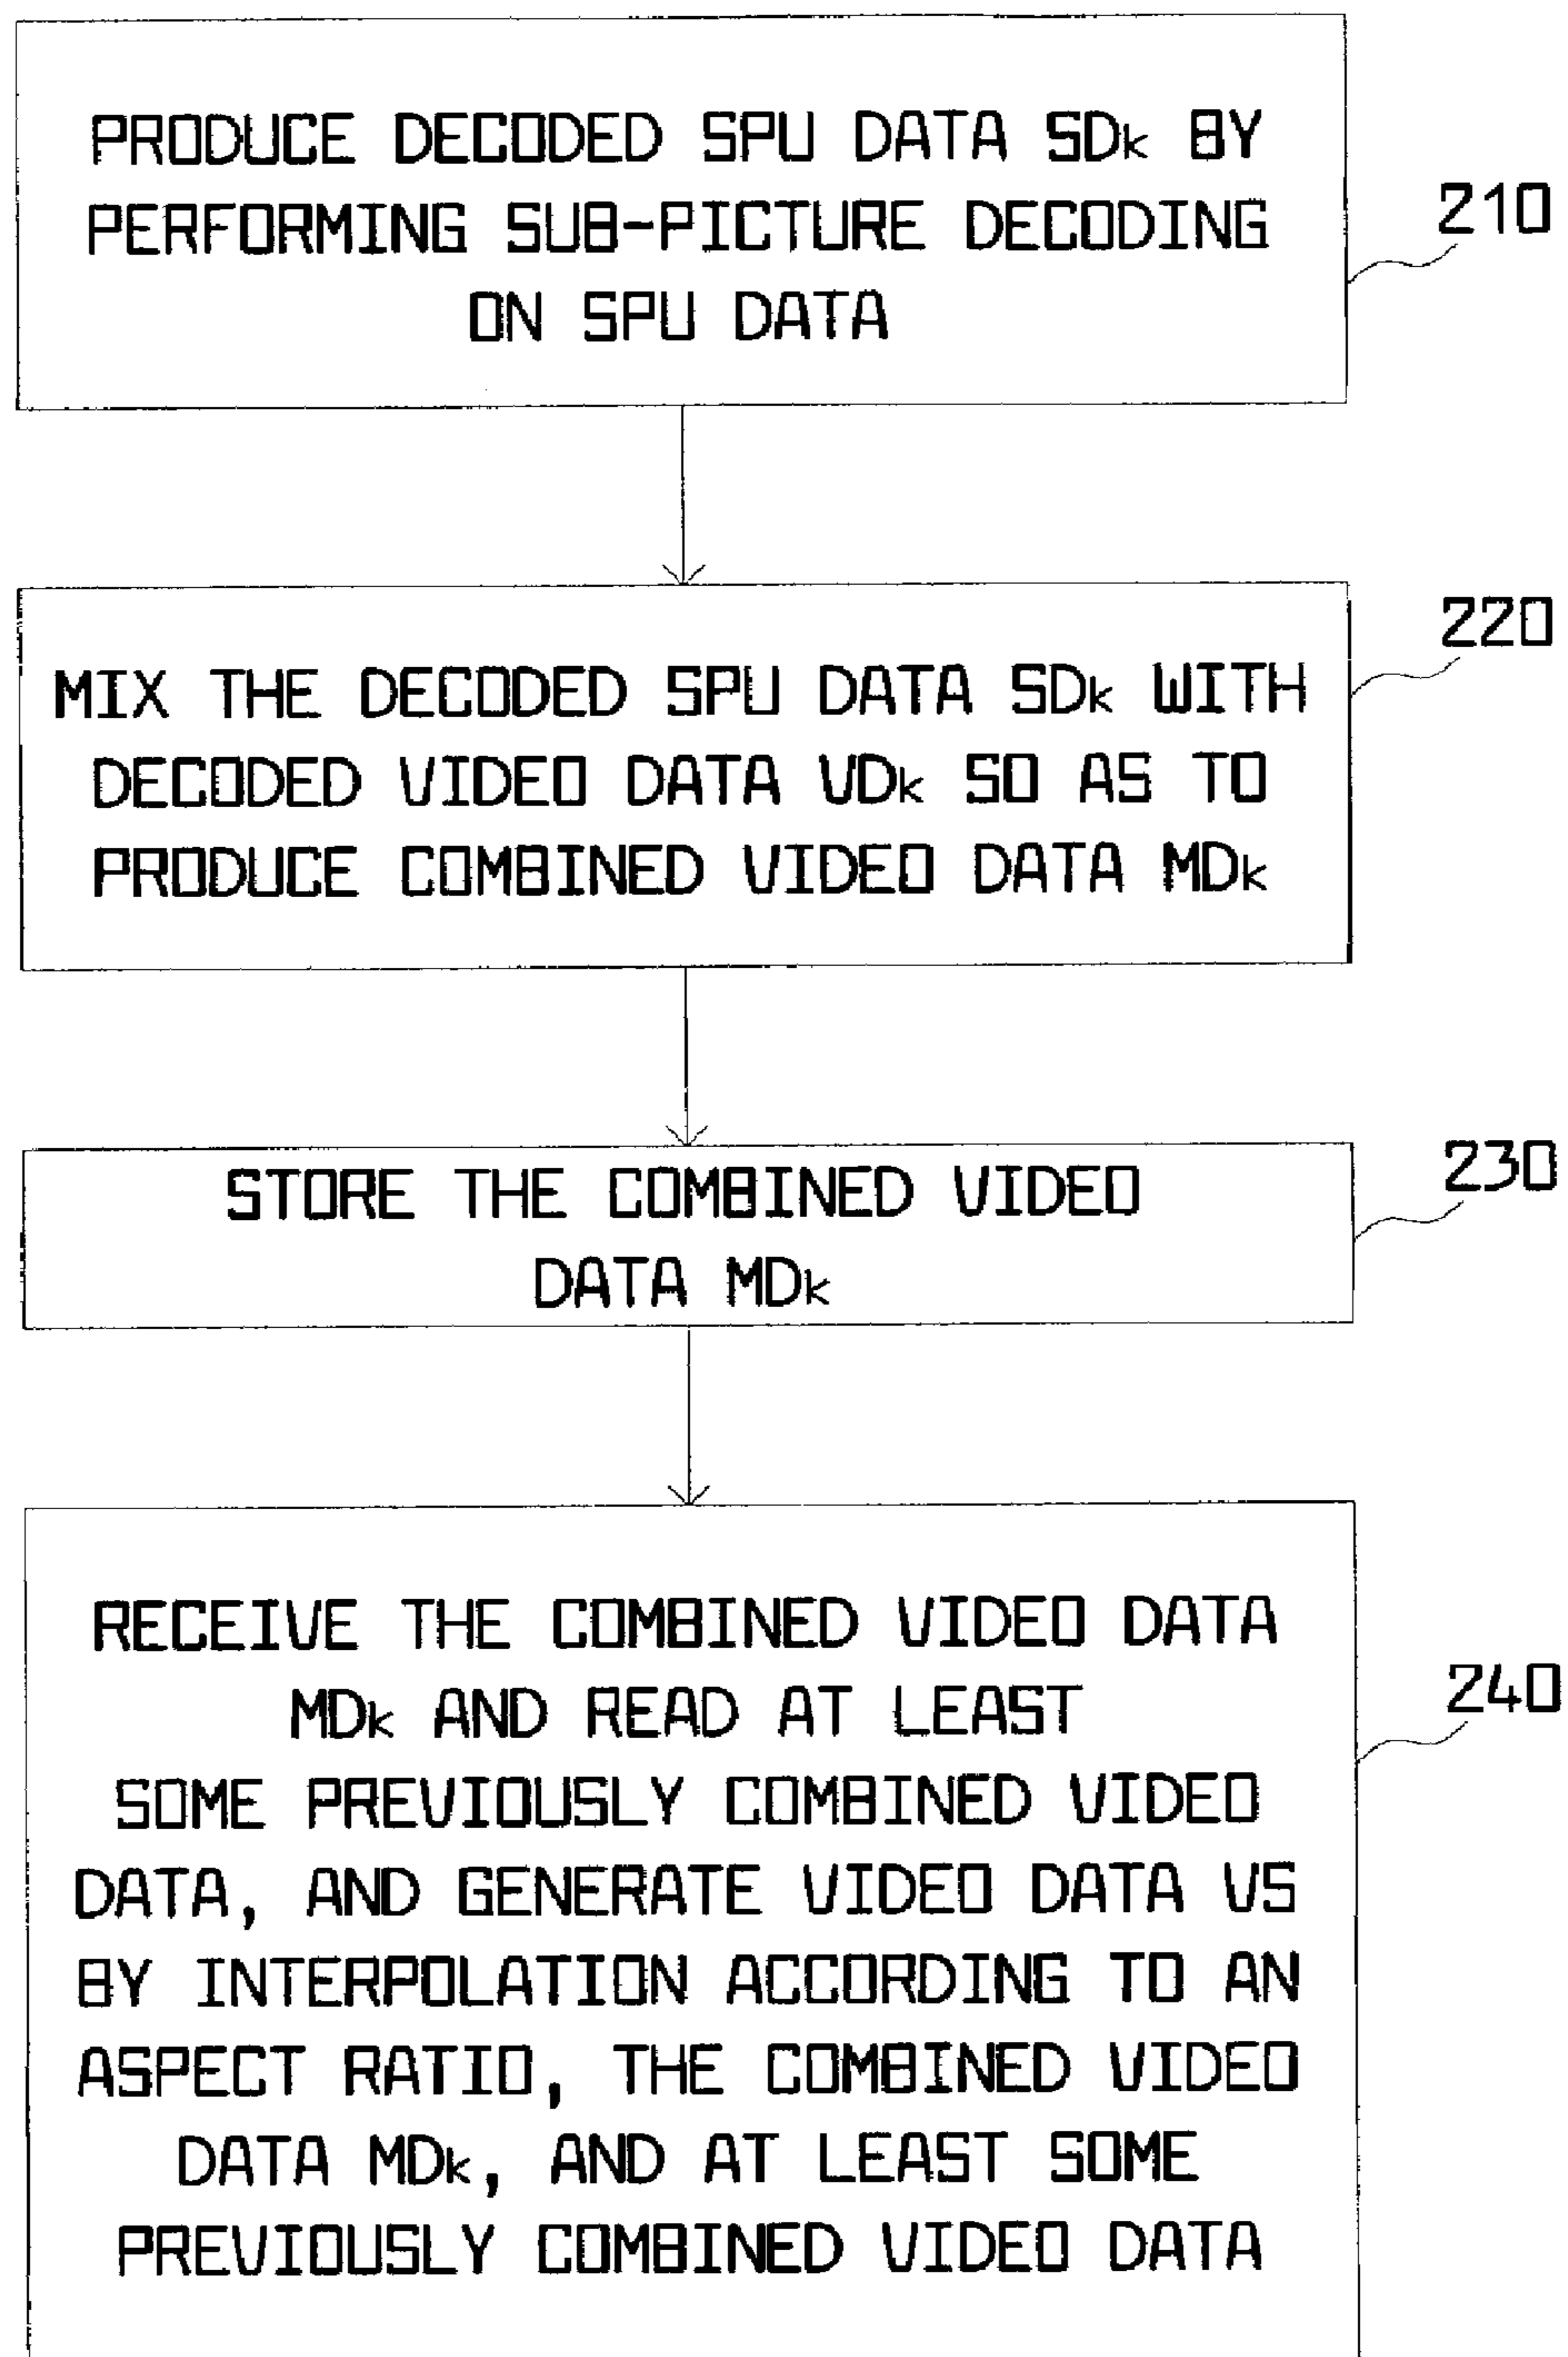 PRODUCE DECODED SPU DATA SDk BY
PERFORMING SUB-PICTURE DECODING
ON SPU DATA
210
MIX THE DECODED SPU DATA SDk WITH
DECODED VIDEO DATA VDk SO AS TO
PRODUCE COMBINED VIDEO DATA MDk
220
STORE THE COMBINED VIDEO
DATA MDk
230
RECEIVE THE COMBINED VIDEO DATA
MDk AND READ AT LEAST
SOME PREVIOUSLY COMBINED VIDEO
DATA, AND GENERATE VIDEO DATA VS
BY INTERPOLATION ACCORDING TO AN
ASPECT RATIO, THE COMBINED VIDEO
DATA MDk, AND AT LEAST SOME
PREVIOUSLY COMBINED VIDEO DATA
240